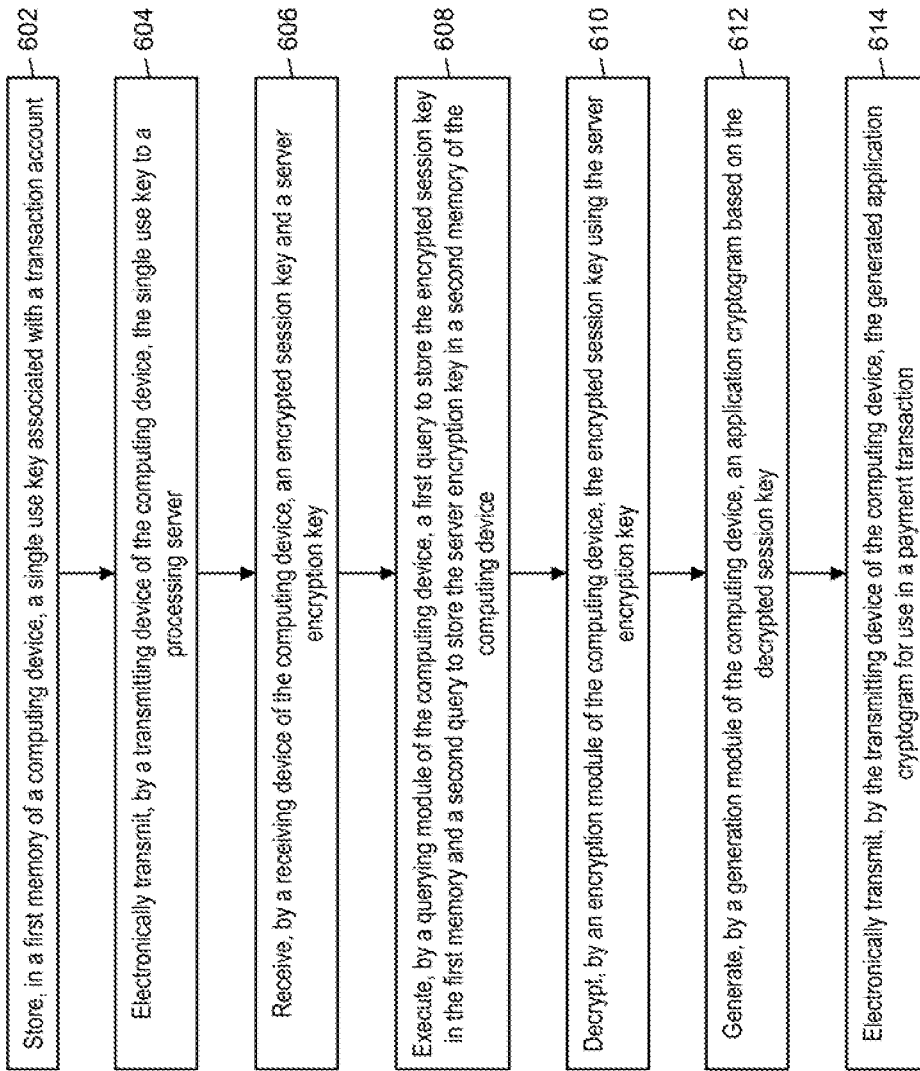 Store, in a first memory of a computing device, a single use key associated with a transaction account
602
Electronically transmit, by a transmitting device of the computing device, the single use key to a
processing server
604
Receive, by a receiving device of the computing device, an encrypted session key and a server
encryption key
606
Execute, by a querying module of the computing device, a first query to store the encrypted session key
in the first memory and a second query to store the server encryption key in a second memory of the
computing device
608
Decrypt, by an encryption module of the computing device, the encrypted session key using the server
encryption key
610
Generate, by a generation module of the computing device, an application cryptogram based on the
decrypted session key
612
Electronically transmit, by the transmitting device of the computing device, the generated application
cryptogram for use in a payment transaction
614